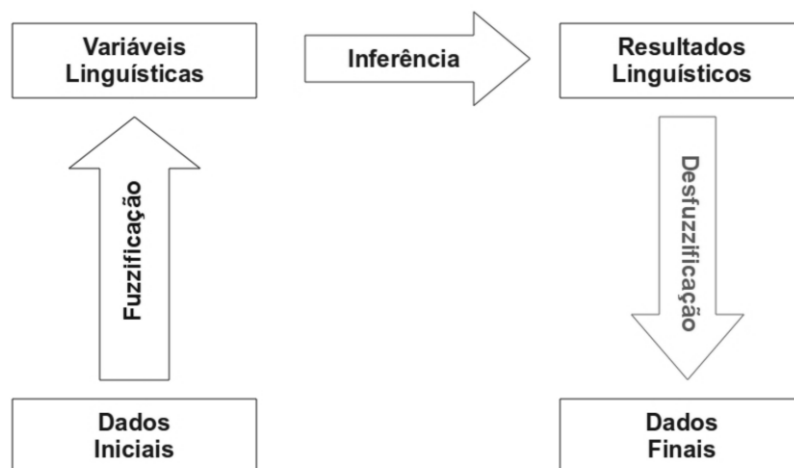 Variáveis
Linguísticas
Inferência
Resultados
Linguísticos
Fuzzificação
Desfuzzificação
Dados
Iniciais
Dados
Finais